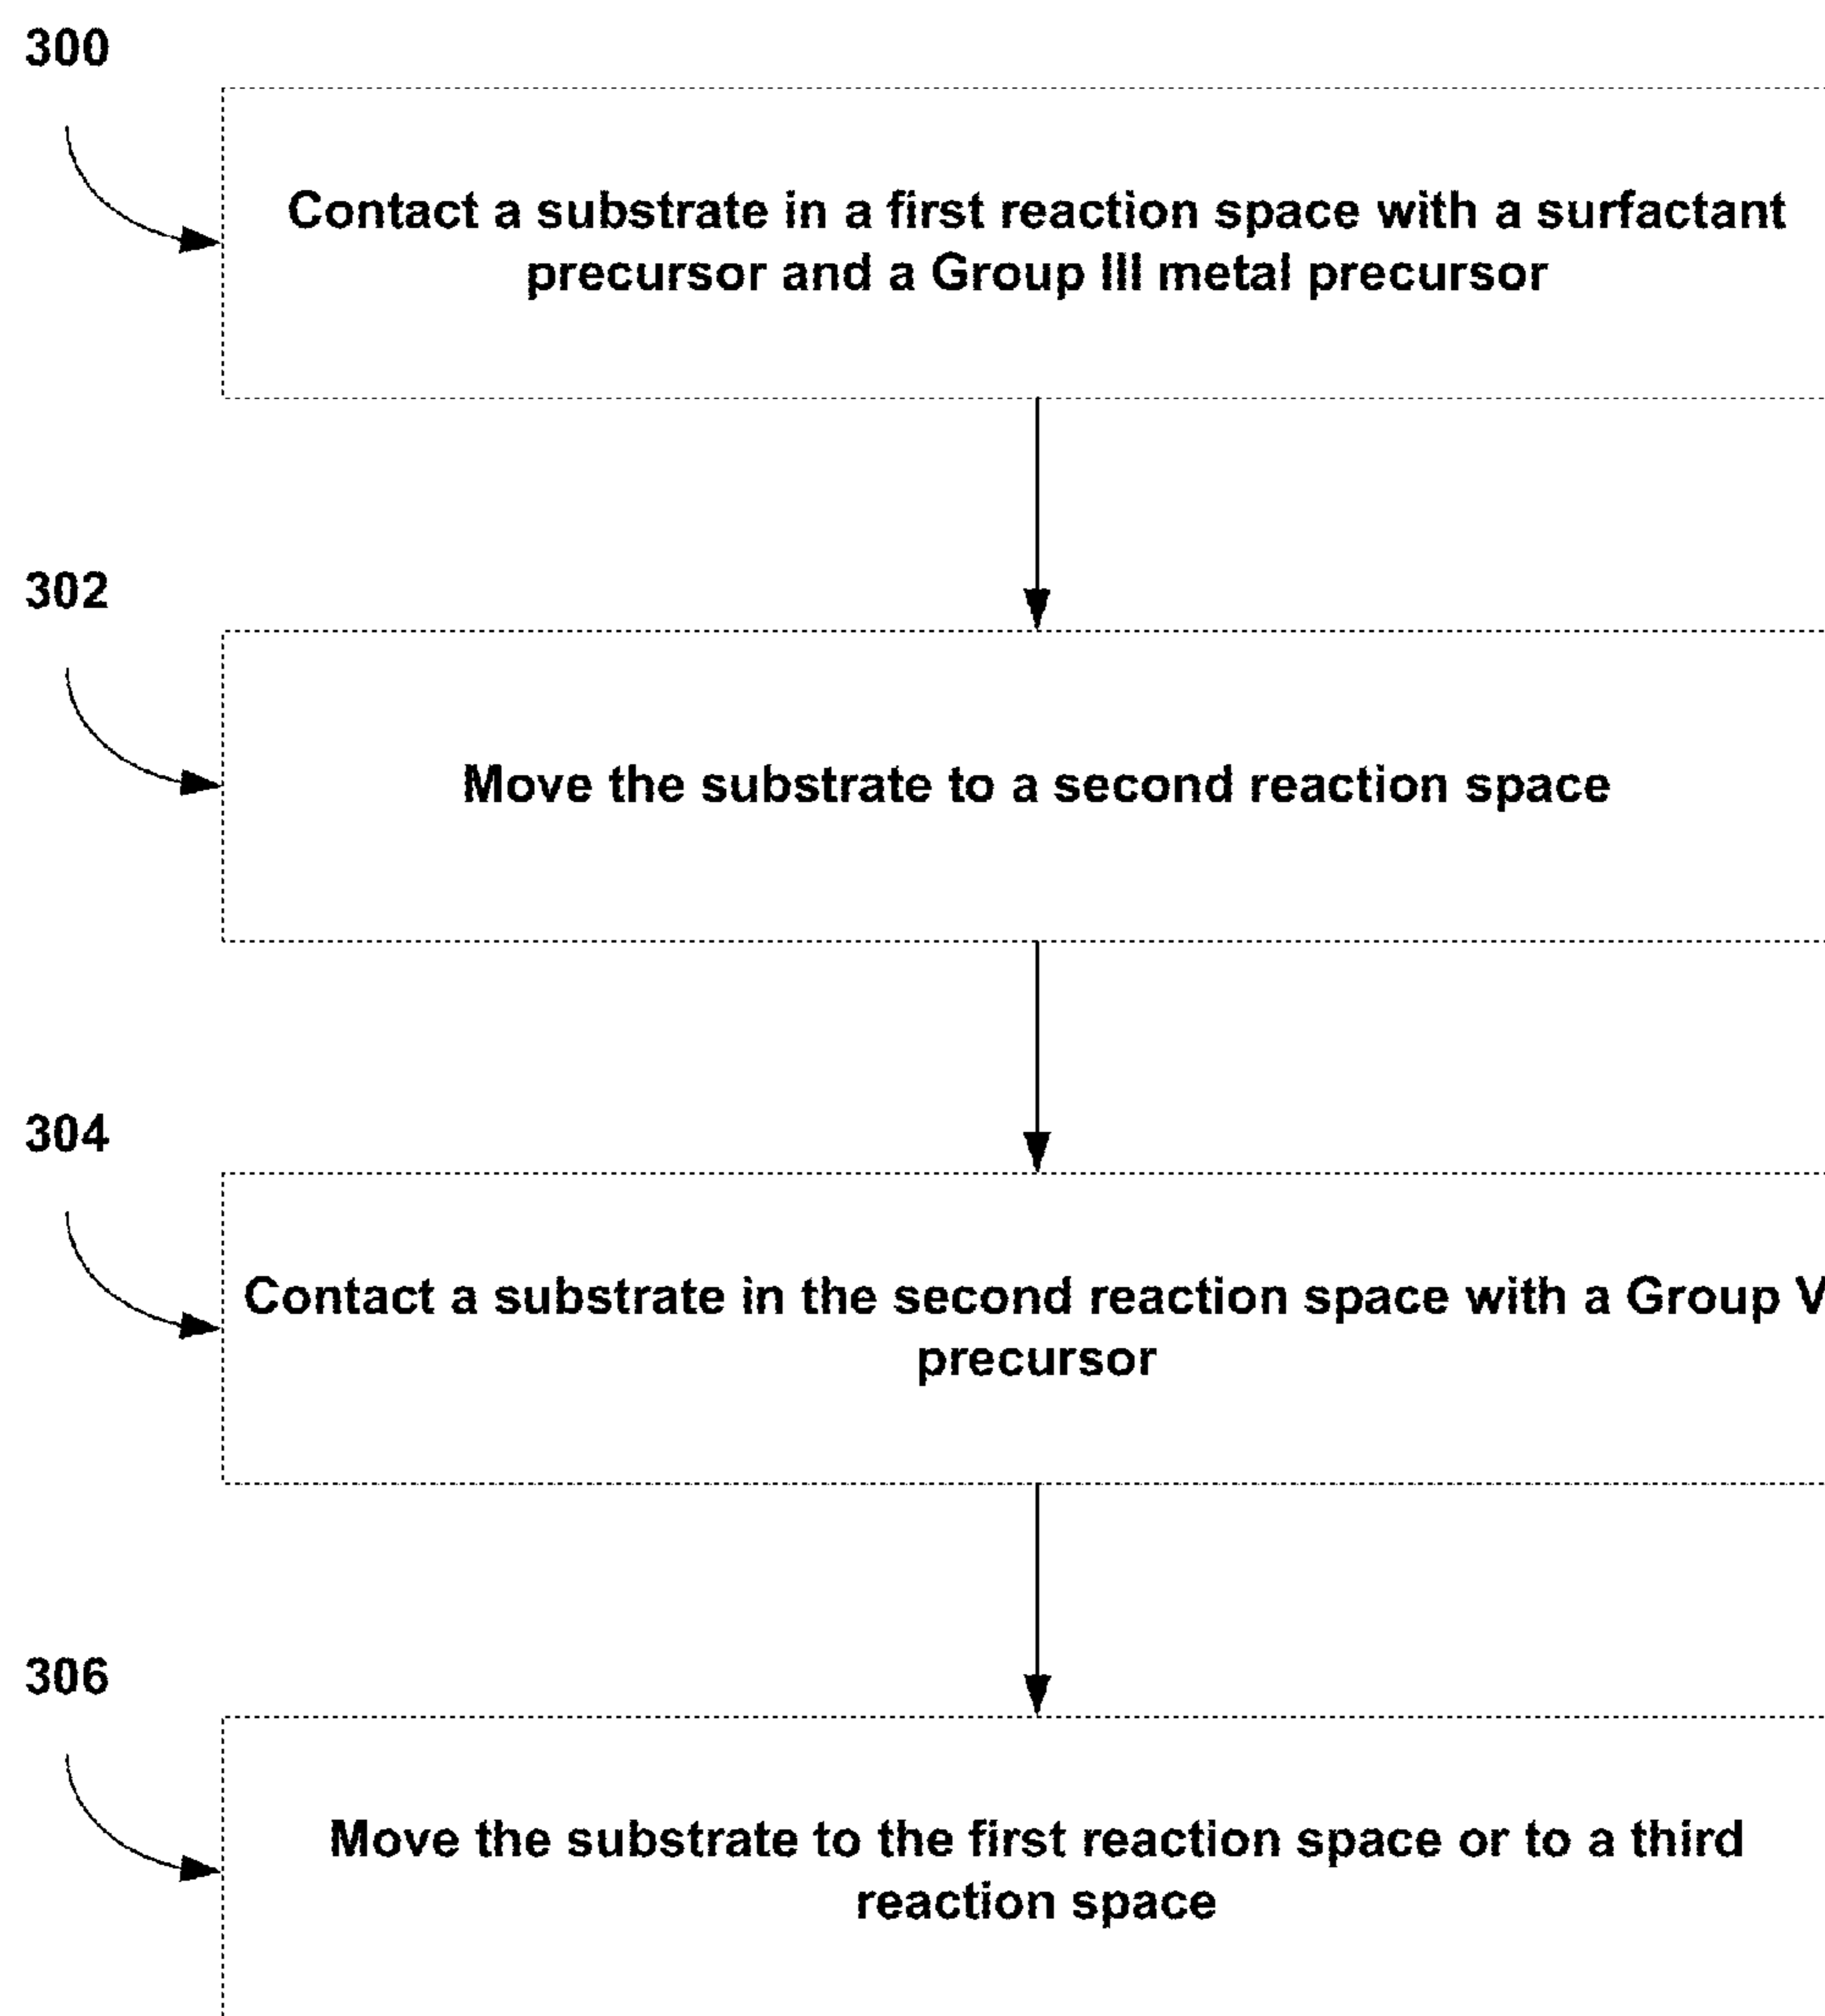 300
Contact a substrate in a first reaction space with a surfactant
precursor and a Group III metal precursor
302
Move the substrate to a second reaction space
304
Contact a substrate in the second reaction space with a Group V
precursor
306
Move the substrate to the first reaction space or to a third
reaction space